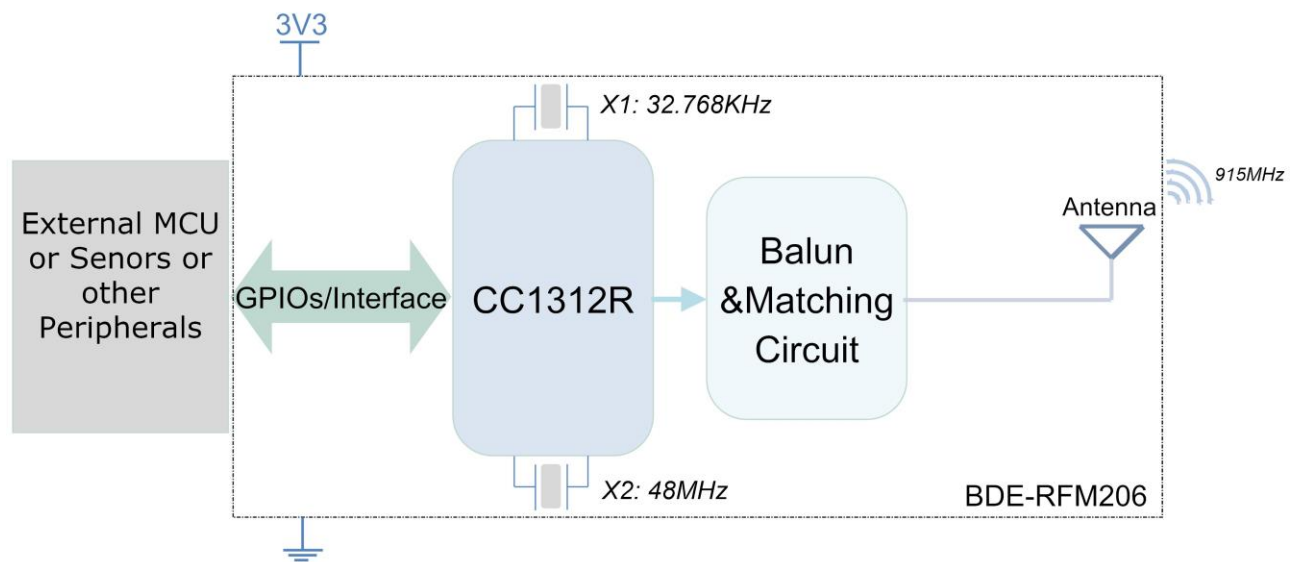 3V3
X1: 32.768KHz
915MHz
Antenna
External MCU
or Senors or
other
Peripherals
GPIOs/Interface
CC1312R
Balun
&Matching
Circuit
X2: 48MHz
BDE-RFM206